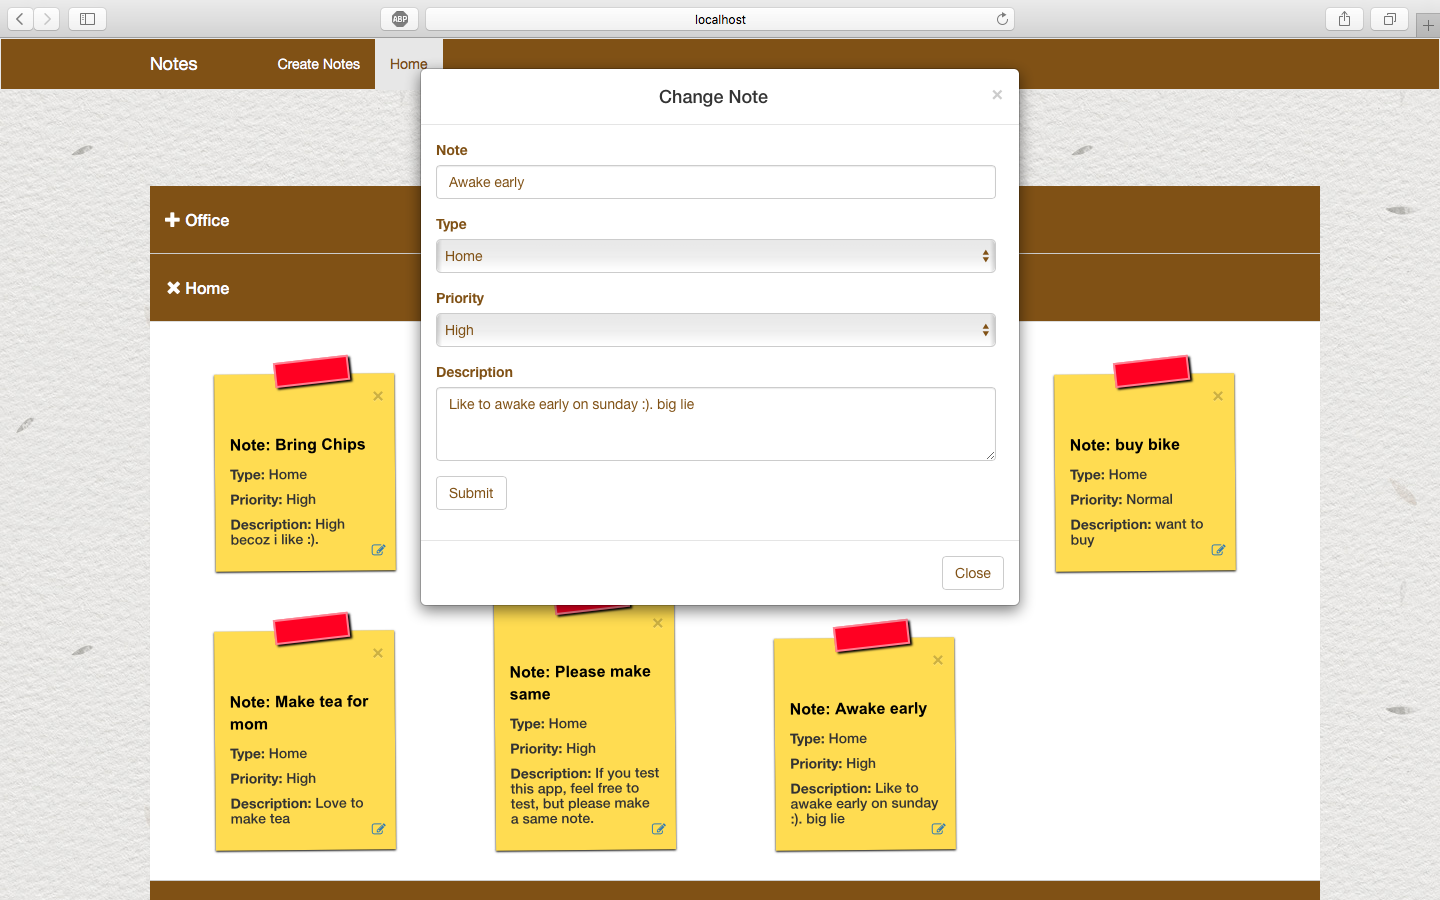 ABP
localhost
Notes
Create Notes
Home
Change Note
×
Note
Awake early
Type
Home
Priority
High
Description
Like to awake early on sunday :). big lie
Submit
Close
Office
Home
×
Note: Bring Chips
Type: Home
Priority: High
Description: High
becoz i like :).
×
Note: buy bike
Type: Home
Priority: Normal
Description: want to
buy
×
Note: Make tea for
mom
Type: Home
Priority: High
Description: Love to
make tea
×
Note: Please make
same
Type: Home
Priority: High
Description: If you test
this app, feel free to
test, but please make
a same note.
×
Note: Awake early
Type: Home
Priority: High
Description: Like to
awake early on sunday
:). big lie